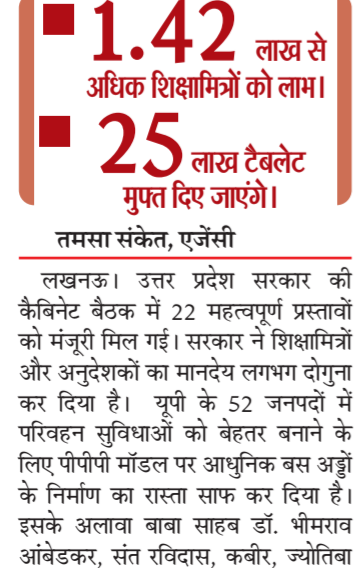 1.42 लाख से
अधिक शिक्षामित्रों को लाभ।
25 लाख टैबलेट
मुफ्त दिए जाएंगे।
तमसा संकेत, एजेंसी
लखनऊ। उत्तर प्रदेश सरकार की
कैबिनेट बैठक में 22 महत्वपूर्ण प्रस्तावों
को मंजूरी मिल गई। सरकार ने शिक्षामित्रों
और अनुदेशकों का मानदेय लगभग दोगुना
कर दिया है। यूपी के 52 जनपदों में
परिवहन सुविधाओं को बेहतर बनाने के
लिए पीपीपी मॉडल पर आधुनिक बस अड्डों
के निर्माण का रास्ता साफ कर दिया है।
इसके अलावा बाबा साहब डॉ. भीमराव
आंबेडकर, संत रविदास, कबीर, ज्योतिबा